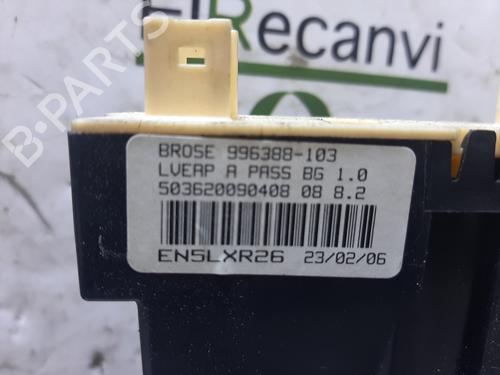 Recanvi
B-PARTS
BROSE 996388-103
LVEAP A PASS BG 1.0
503620090408 08 8.2
EN5LXR26 23/02/06